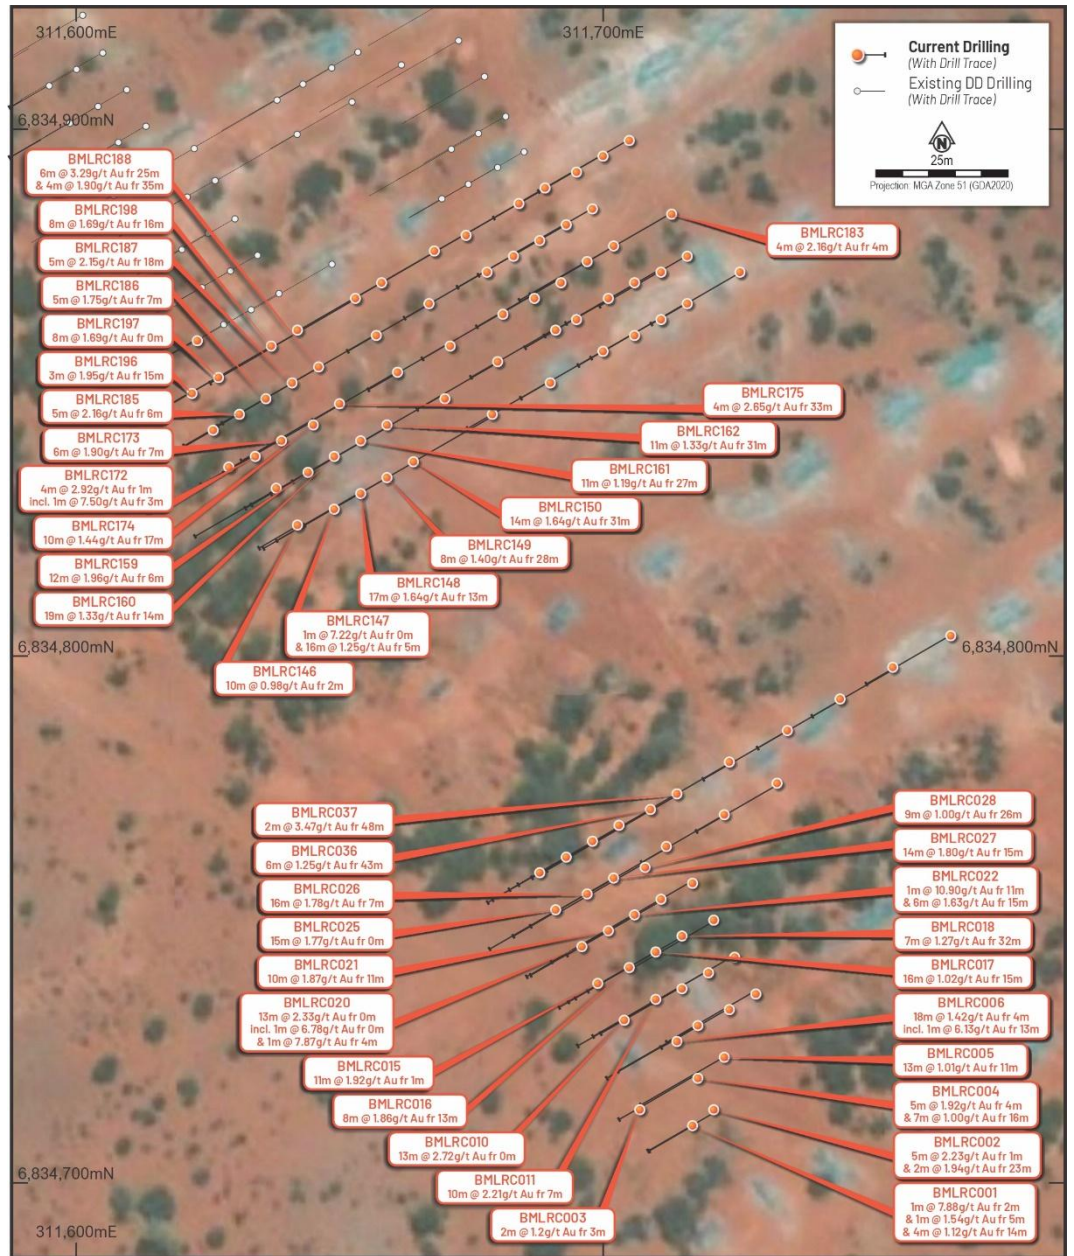 311,600mE
311,700mE
Current Drilling
(With Drill Trace)
Existing DD Drilling
(With Drill Trace)
N
25m
Projection: MGA Zone 51 (GDA2020)
6,834,900mN
BMLRC188
6m @ 3.29g/t Au fr 25m
& 4m @ 1.90g/t Au fr 35m
BMLRC198
8m @ 1.69g/t Au fr 16m
BMLRC187
5m @ 2.15g/t Au fr 18m
BMLRC186
5m @ 1.75g/t Au fr 7m
BMLRC197
8m @ 1.69g/t Au fr 0m
BMLRC196
3m @ 1.95g/t Au fr 15m
BMLRC185
5m @ 2.16g/t Au fr 6m
BMLRC173
6m @ 1.90g/t Au fr 7m
BMLRC172
4m @ 2.92g/t Au fr 1m
incl. 1m @ 7.50g/t Au fr 3m
BMLRC174
10m @ 1.44g/t Au fr 17m
BMLRC159
12m @ 1.96g/t Au fr 6m
BMLRC160
19m @ 1.33g/t Au fr 14m
BMLRC183
4m @ 2.16g/t Au fr 4m
BMLRC175
4m @ 2.65g/t Au fr 33m
BMLRC162
11m @ 1.33g/t Au fr 31m
BMLRC161
11m @ 1.19g/t Au fr 27m
BMLRC150
14m @ 1.64g/t Au fr 31m
BMLRC149
8m @ 1.40g/t Au fr 28m
BMLRC148
17m @ 1.64g/t Au fr 13m
BMLRC147
1m @ 7.22g/t Au fr 0m
& 16m @ 1.25g/t Au fr 5m
BMLRC146
10m @ 0.98g/t Au fr 2m
6,834,800mN
6,834,800mN
BMLRC037
2m @ 3.47g/t Au fr 48m
BMLRC036
6m @ 1.25g/t Au fr 43m
BMLRC026
16m @ 1.78g/t Au fr 7m
BMLRC025
15m @ 1.77g/t Au fr 0m
BMLRC021
10m @ 1.87g/t Au fr 11m
BMLRC020
13m @ 2.33g/t Au fr 0m
incl. 1m @ 6.78g/t Au fr 0m
& 1m @ 7.87g/t Au fr 4m
BMLRC015
11m @ 1.92g/t Au fr 1m
BMLRC016
8m @ 1.86g/t Au fr 13m
BMLRC010
13m @ 2.72g/t Au fr 0m
BMLRC011
10m @ 2.21g/t Au fr 7m
BMLRC003
2m @ 1.2g/t Au fr 3m
BMLRC028
9m @ 1.00g/t Au fr 26m
BMLRC027
14m @ 1.80g/t Au fr 15m
BMLRC022
1m @ 10.90g/t Au fr 11m
& 6m @ 1.63g/t Au fr 15m
BMLRC018
7m @ 1.27g/t Au fr 32m
BMLRC017
16m @ 1.02g/t Au fr 15m
BMLRC006
18m @ 1.42g/t Au fr 4m
incl. 1m @ 6.13g/t Au fr 13m
BMLRC005
13m @ 1.01g/t Au fr 11m
BMLRC004
5m @ 1.92g/t Au fr 4m
& 7m @ 1.00g/t Au fr 16m
BMLRC002
5m @ 2.23g/t Au fr 1m
& 2m @ 1.94g/t Au fr 23m
BMLRC001
1m @ 7.88g/t Au fr 2m
& 1m @ 1.54g/t Au fr 5m
& 4m @ 1.12g/t Au fr 14m
6,834,700mN
311,600mE